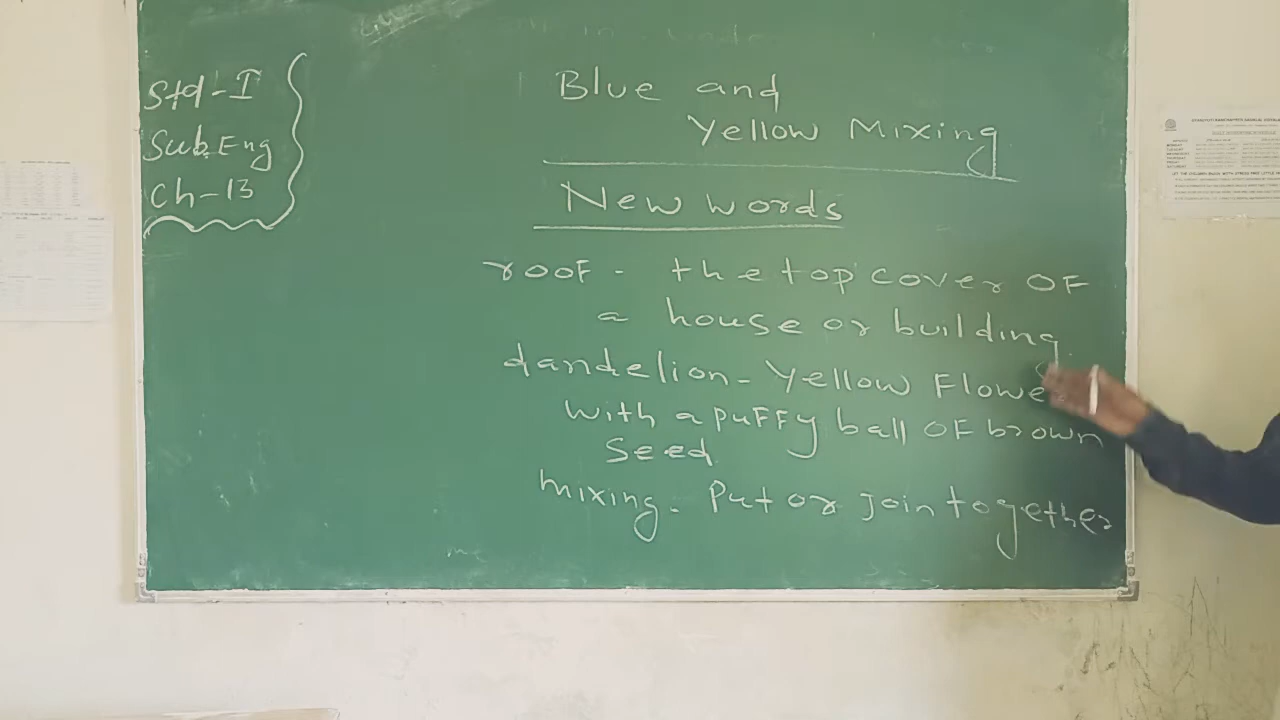 Std-I
Sub.Eng
Ch-13
Blue and
Yellow Mixing
New words
roof - the top cover of
a house or building.
dandelion - Yellow Flower
with a puffy ball of brown
seed
mixing - Put or join together